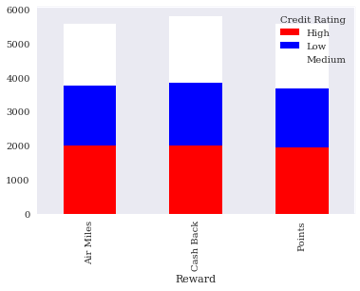 6000
5000
4000
3000
2000
1000
0
Credit Rating
High
Low
Medium
Air Miles
Cash Back
Points
Reward